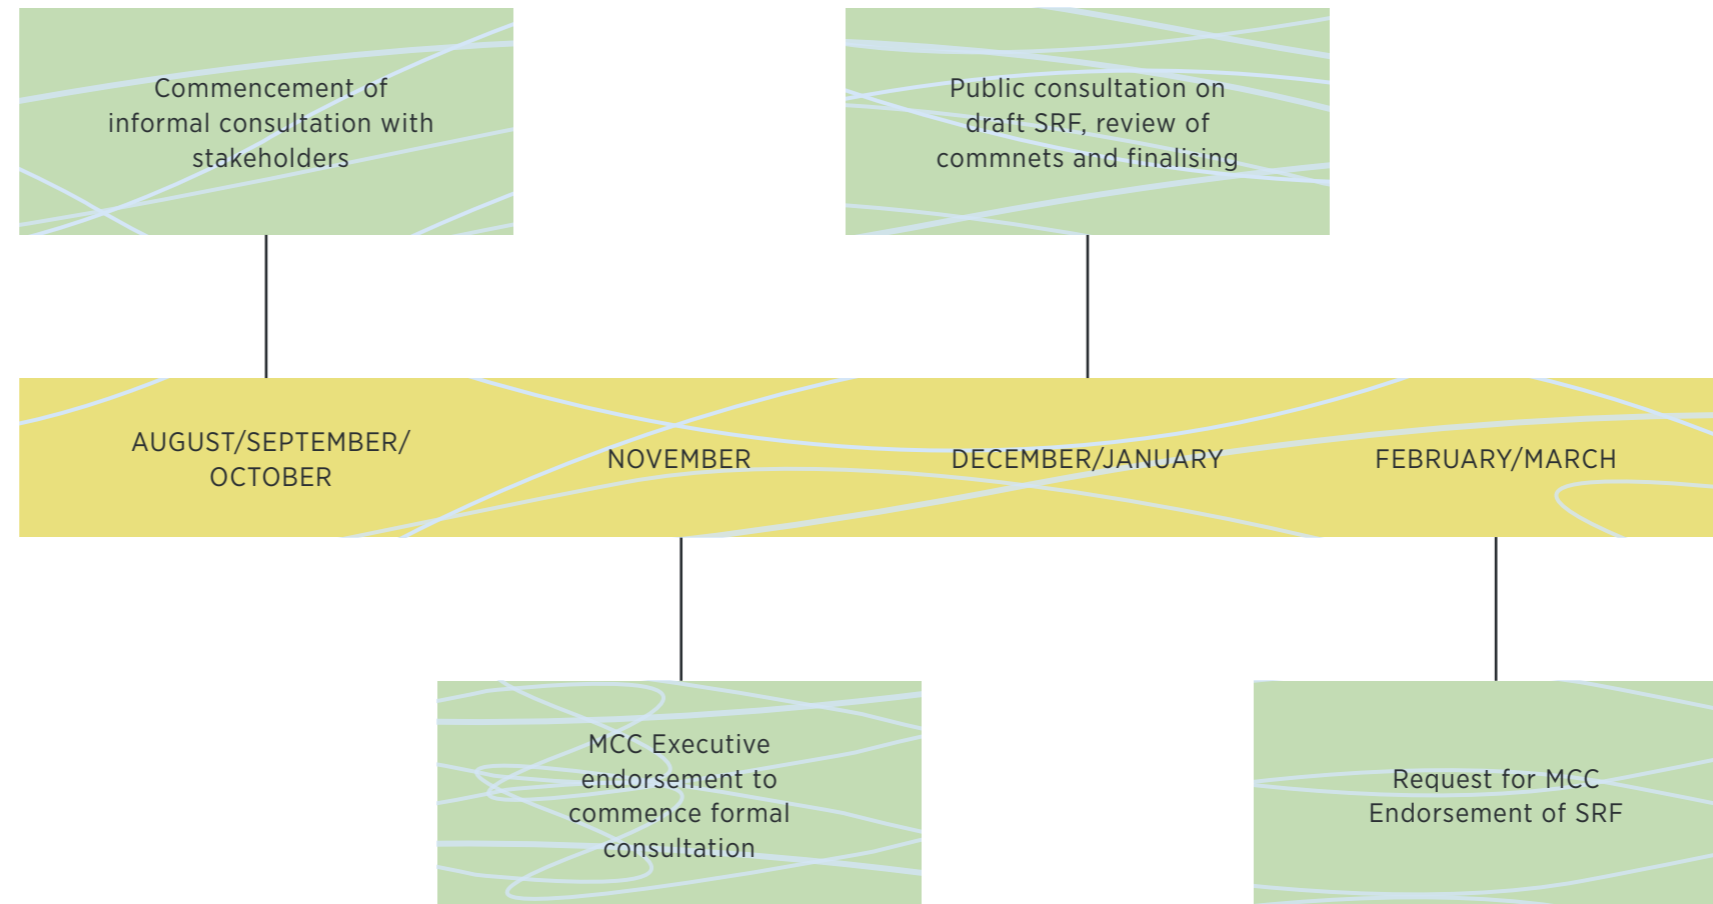 Commencement of
informal consultation with
stakeholders
Public consultation on
draft SRF, review of
commnets and finalising
AUGUST/SEPTEMBER/
OCTOBER
NOVEMBER
DECEMBER/JANUARY
FEBRUARY/MARCH
MCC Executive
endorsement to
commence formal
consultation
Request for MCC
Endorsement of SRF